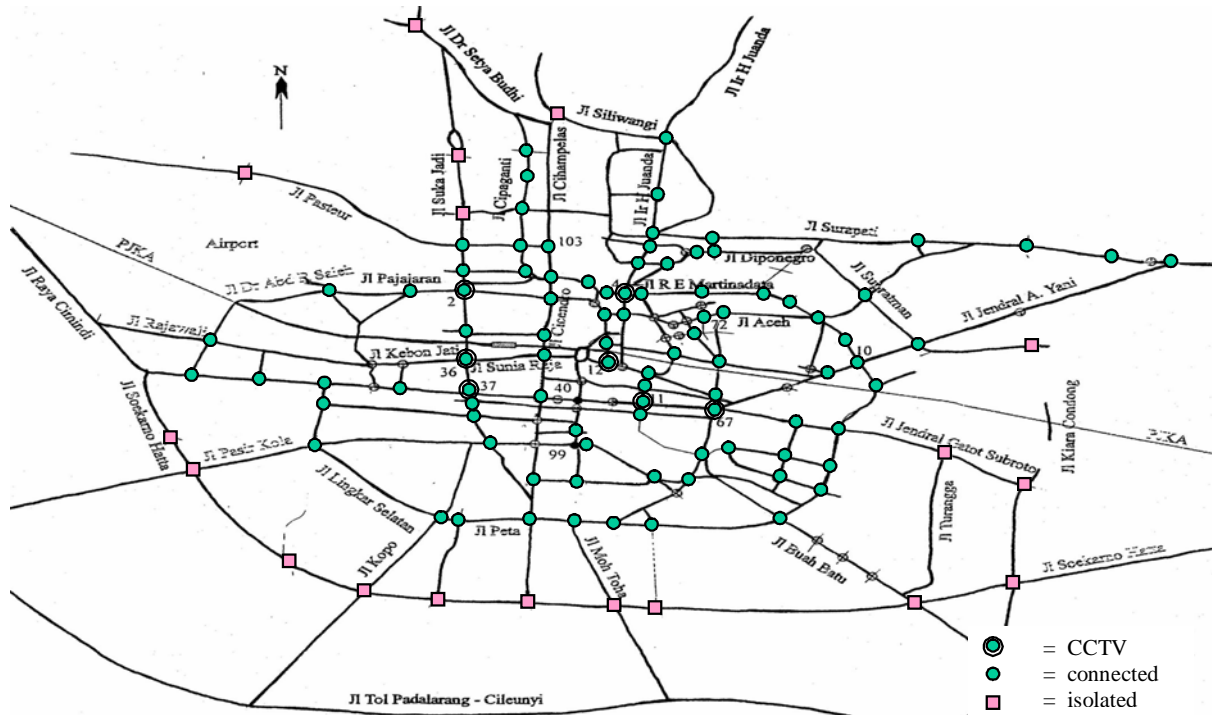 Jl Dr Setya Budhi
Jl Ir H Juanda
N
Jl Siliwangi
Jl Suka Jadi
Jl Cipaganti
Jl Cihampelas
Jl Ir H Juanda
Jl Pasteur
PJKA
Airport
103
Jl Surapati
Jl Diponegro
Jl Raya Cimindi
Jl Dr Abd R Saleh
Jl Pajajaran
2
4
Jl R E Martinadata
Jl Supratman
Jl Jendral A. Yani
Jl Cicendro
72
Jl Aceh
Jl Rajawali
Jl Kebon Jati
36
Jl Sunia Raja
12
10
37
40
11
67
Jl Soekarno Hatta
Jl Pasir Kola
99
Jl Jendral Gatot Subroto
Jl Kiara Condong
PJKA
Jl Lingkar Selatan
Jl Peta
Jl Kopo
Jl Moh Toha
Jl Buah Batu
Jl Turangga
Jl Soekarno Hatta
Jl Tol Padalarang - Cileunyi
= CCTV
= connected
= isolated